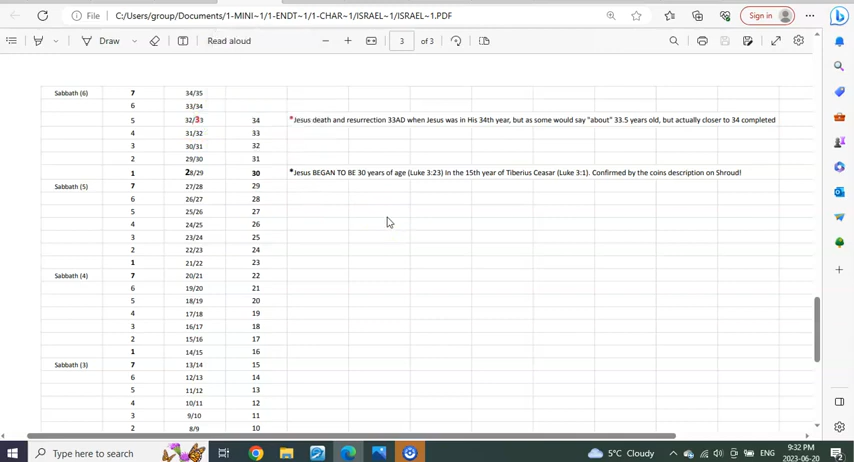 File
C:/Users/group/Documents/1-MINI~1/1-ENDT~1/1-CHAR~1/ISRAEL~1/ISRAEL~1.PDF
Sign in
Draw
Read aloud
3
of 3
Sabbath (6) 7 34/35
6 33/34
5 32/33 34 *Jesus death and resurrection 33AD when Jesus was in His 34th year, but as some would say "about" 33.5 years old, but actually closer to 34 completed
4 31/32 33
3 30/31 32
2 29/30 31
1 28/29 30 *Jesus BEGAN TO BE 30 years of age (Luke 3:23) In the 15th year of Tiberius Ceasar (Luke 3:1). Confirmed by the coins description on Shroud!
Sabbath (5) 7 27/28 29
6 26/27 28
5 25/26 27
4 24/25 26
3 23/24 25
2 22/23 24
1 21/22 23
Sabbath (4) 7 20/21 22
6 19/20 21
5 18/19 20
4 17/18 19
3 16/17 18
2 15/16 17
1 14/15 16
Sabbath (3) 7 13/14 15
6 12/13 14
5 11/12 13
4 10/11 12
3 9/10 11
2 8/9 10
Type here to search
5°C Cloudy
ENG
9:32 PM
2023-06-20
2